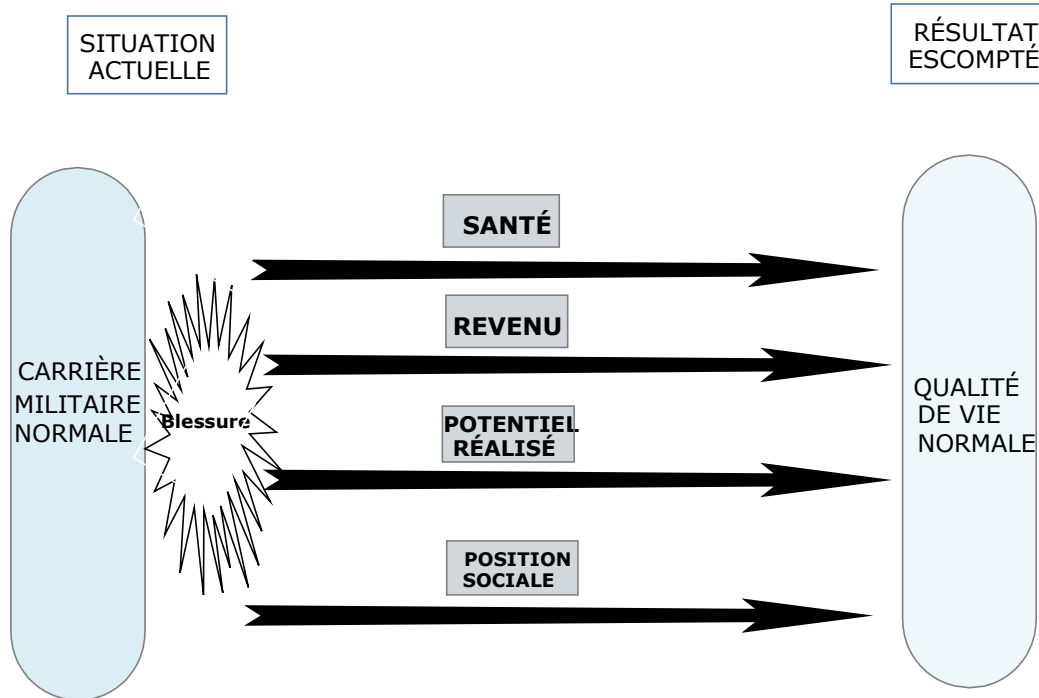 SITUATION
ACTUELLE
RÉSULTAT
ESCOMPTÉ
SANTÉ
REVENU
CARRIÈRE
MILITAIRE
NORMALE
Blessure
POTENTIEL
RÉALISÉ
QUALITÉ
DE VIE
NORMALE
POSITION
SOCIALE